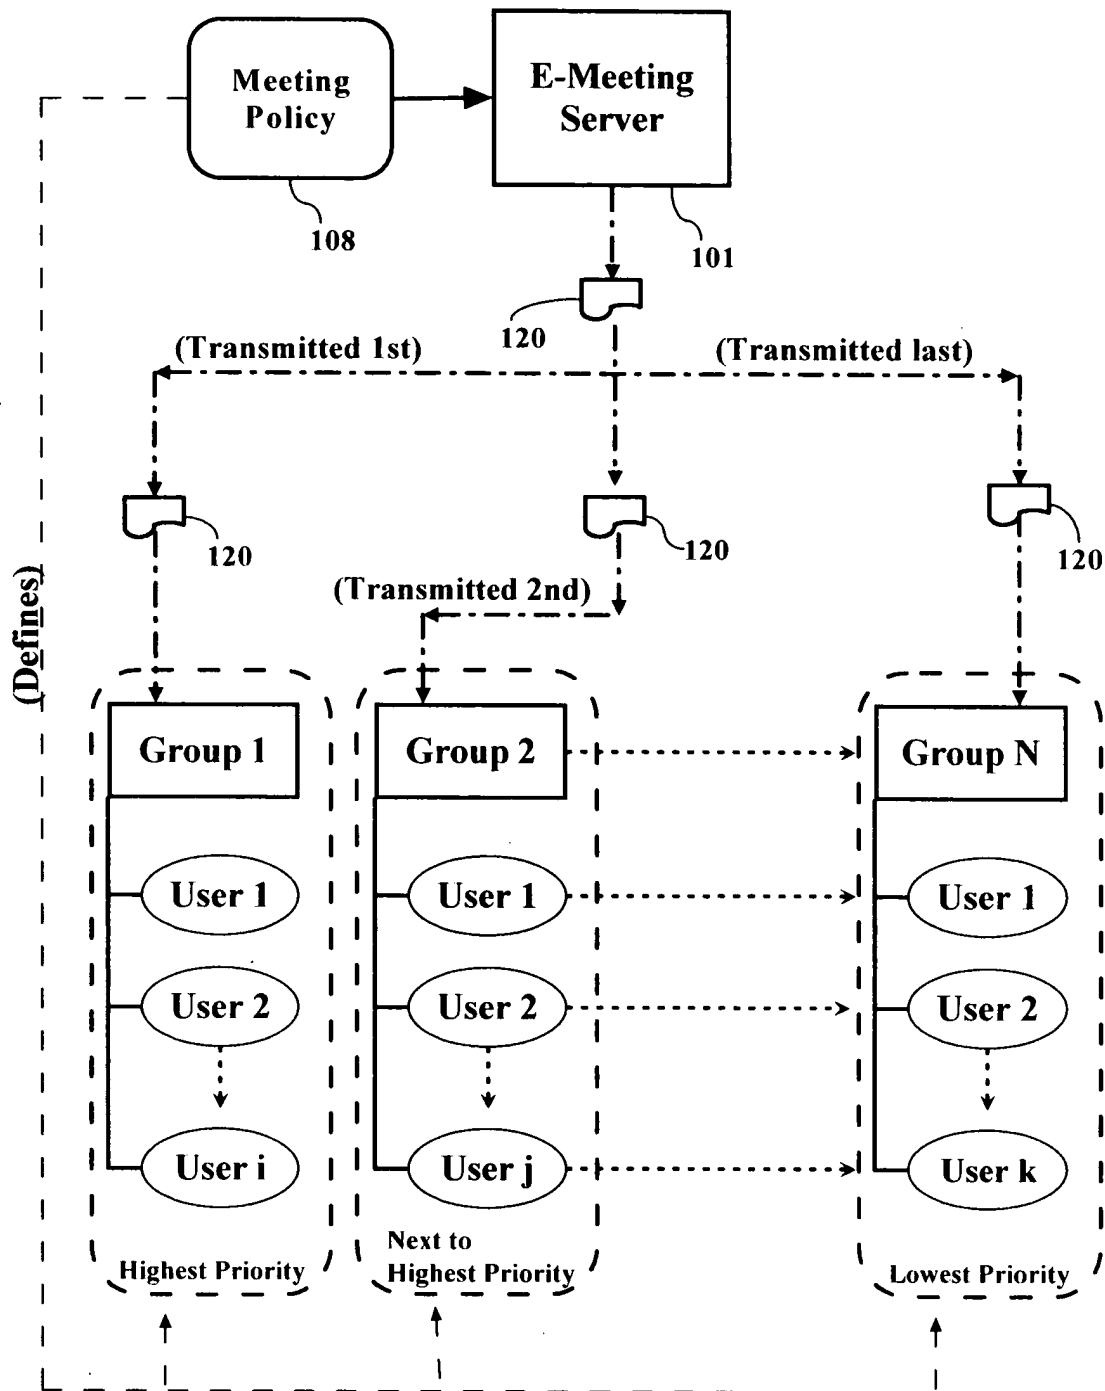 Meeting
Policy
E-Meeting
Server
108
101
120
(Transmitted 1st)
(Transmitted last)
120
120
120
(Transmitted 2nd)
(Defines)
Group 1
Group 2
Group N
User 1
User 1
User 1
User 2
User 2
User 2
User i
User j
User k
Highest Priority
Next to
Highest Priority
Lowest Priority